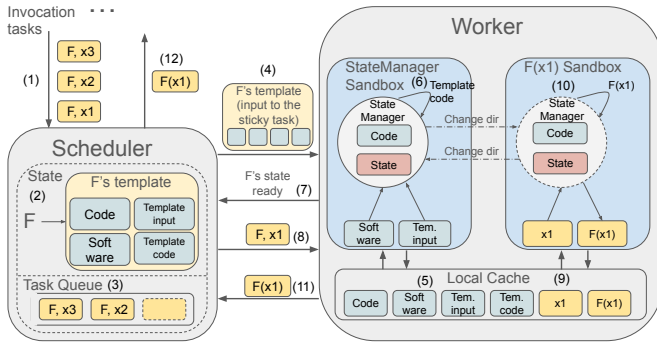 Invocation
tasks
(1)
F, x3
F, x2
F, x1
(12)
F(x1)
(4)
F's template
(input to the
sticky task)
Scheduler
State
(2)
F
F's template
Code
Template
input
Soft
ware
Template
code
Task Queue (3)
F, x3
F, x2
F's state
ready
(7)
F, x1
(8)
F(x1)
(11)
Worker
StateManager
Sandbox
(6)
Template
code
State
Manager
Code
State
Change dir
Change dir
F(x1) Sandbox
(10)
F(x1)
State
Manager
Code
State
Soft
ware
Tem.
input
x1
F(x1)
(5)
Local Cache
(9)
Code
Soft
ware
Tem.
input
Tem.
code
x1
F(x1)